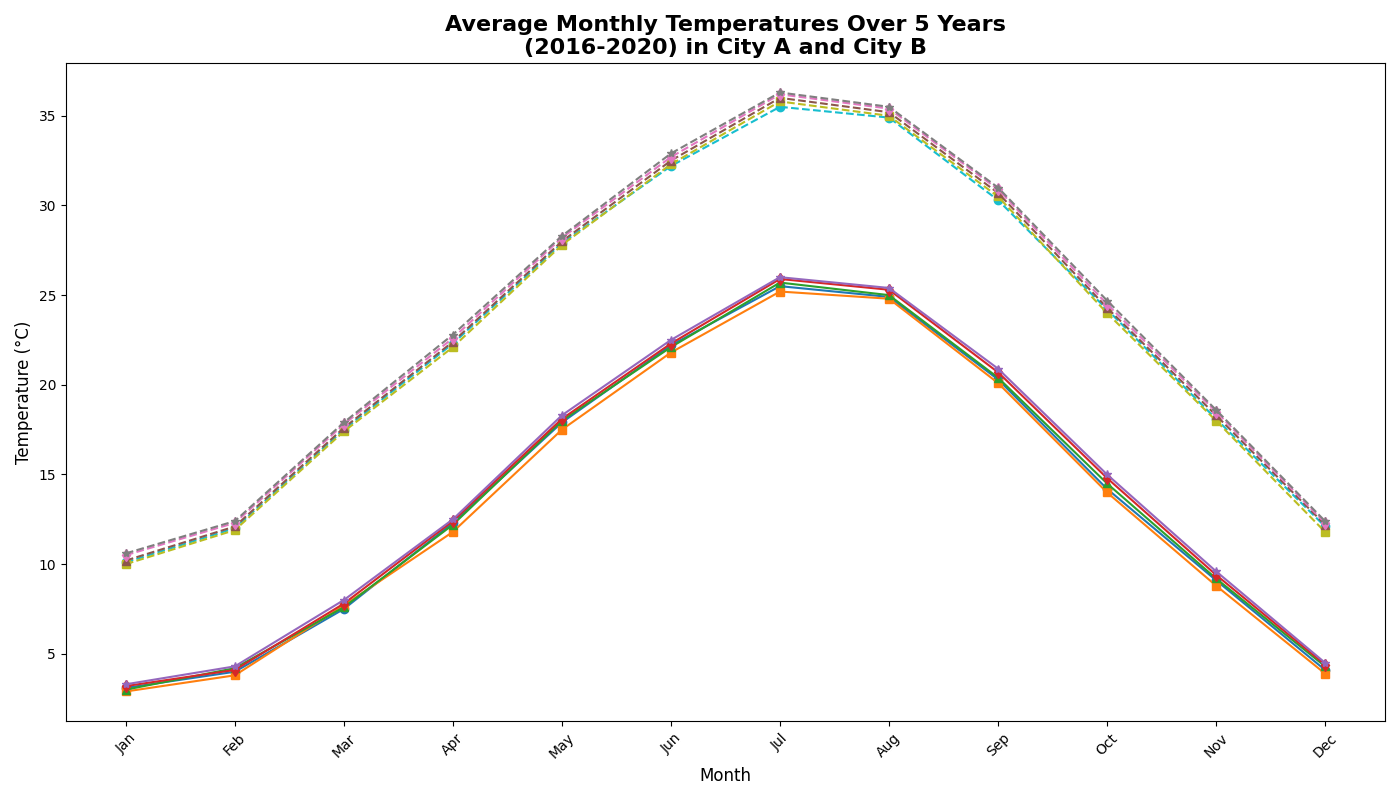 Average Monthly Temperatures Over 5 Years
(2016-2020) in City A and City B
Temperature (°C)
35
30
25
20
15
10
5
Jan
Feb
Mar
Apr
May
Jun
Jul
Aug
Sep
Oct
Nov
Dec
Month